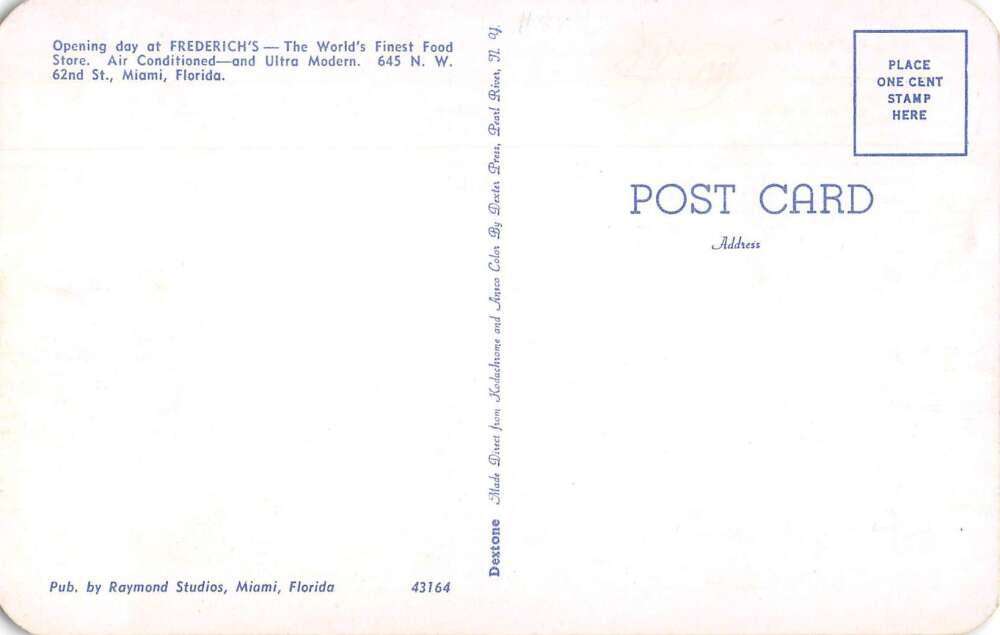 Opening day at FREDERICH'S — The World's Finest Food
Store. Air Conditioned—and Ultra Modern. 645 N. W.
62nd St., Miami, Florida.
Pub. by Raymond Studios, Miami, Florida 43164
Dextone Made Direct from Kodachrome and Ansco Color By Dexter Press, Pearl River, N. Y.
PLACE
ONE CENT
STAMP
HERE
POST CARD
Address